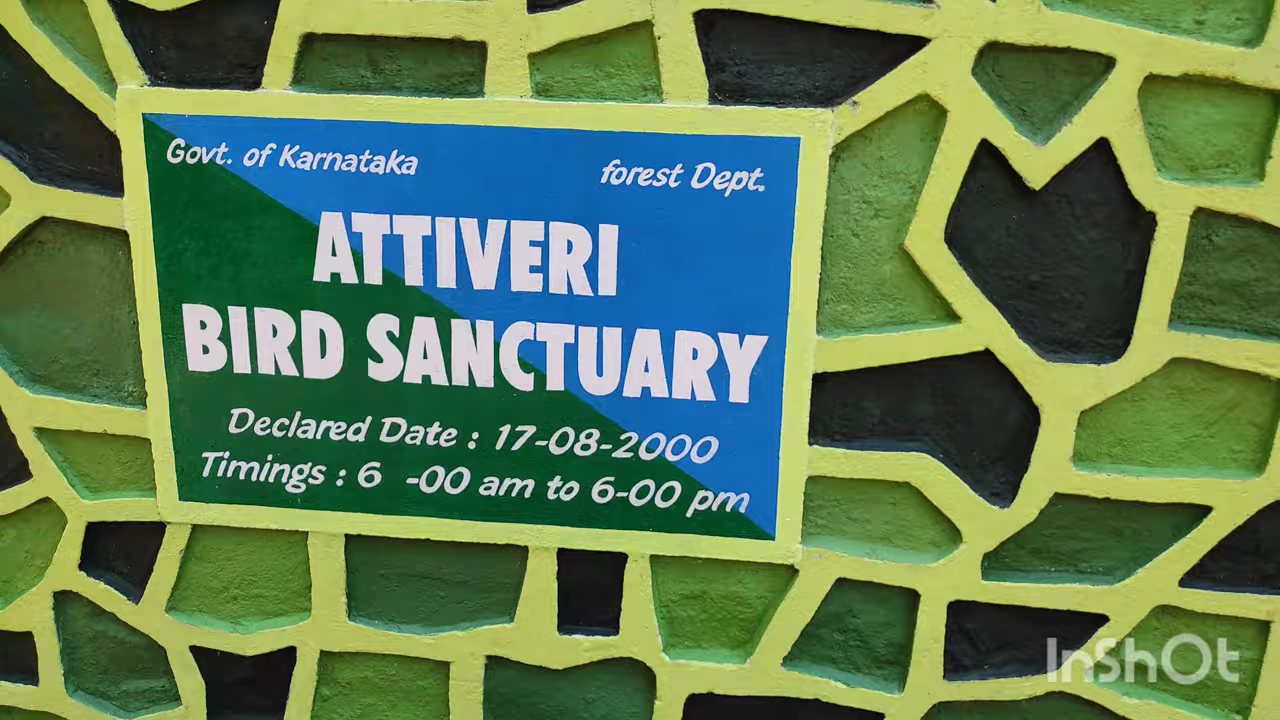 Govt. of Karnataka forest Dept.
ATTIVERI
BIRD SANCTUARY
Declared Date : 17-08-2000
Timings : 6 -00 am to 6-00 pm
InShOt